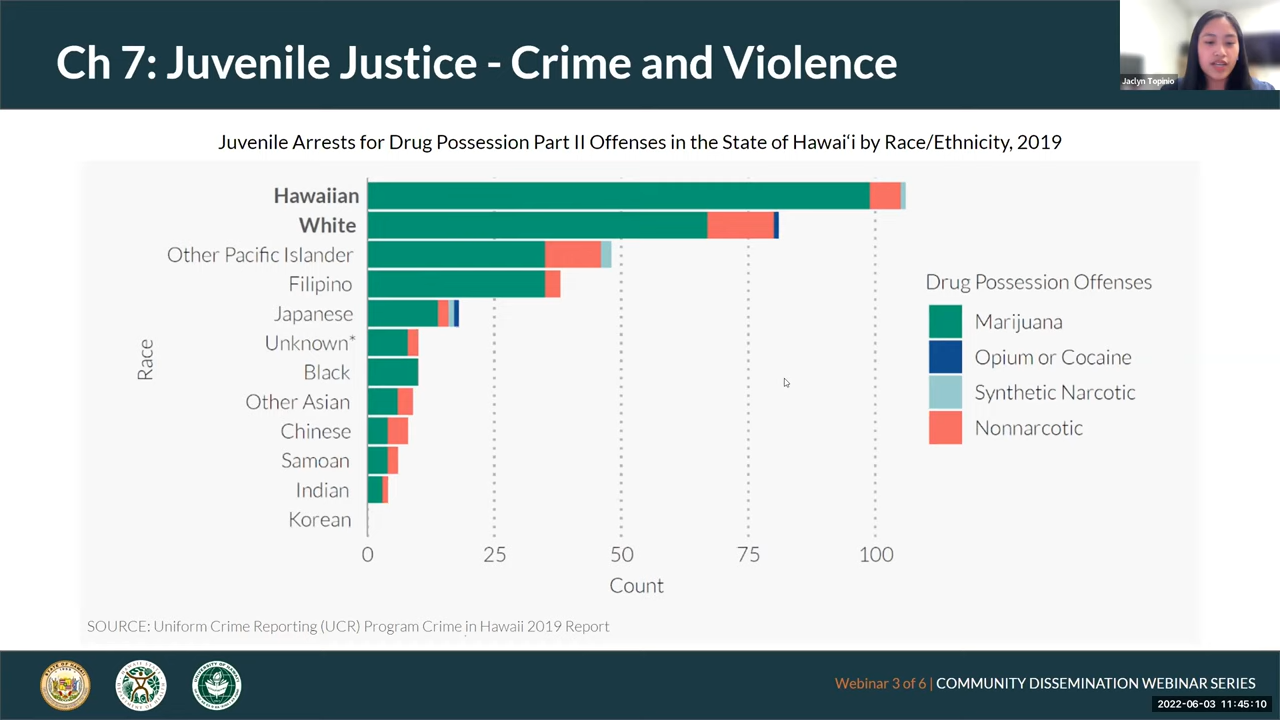 Ch 7: Juvenile Justice - Crime and Violence
Jaclyn Topinio
Juvenile Arrests for Drug Possession Part II Offenses in the State of Hawai‘i by Race/Ethnicity, 2019
Race
Hawaiian
White
Other Pacific Islander
Filipino
Japanese
Unknown*
Black
Other Asian
Chinese
Samoan
Indian
Korean
0 25 50 75 100
Count
Drug Possession Offenses
Marijuana
Opium or Cocaine
Synthetic Narcotic
Nonnarcotic
SOURCE: Uniform Crime Reporting (UCR) Program Crime in Hawaii 2019 Report
Webinar 3 of 6 | COMMUNITY DISSEMINATION WEBINAR SERIES
2022-06-03 11:45:10